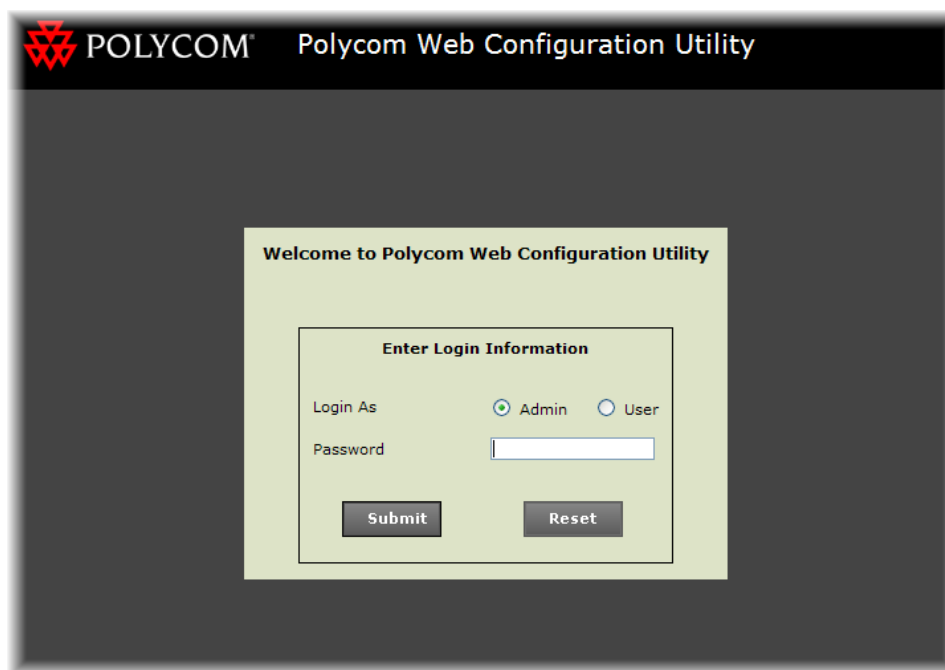 POLYCOM® Polycom Web Configuration Utility
Welcome to Polycom Web Configuration Utility
Enter Login Information
Login As Admin User
Password
Submit Reset